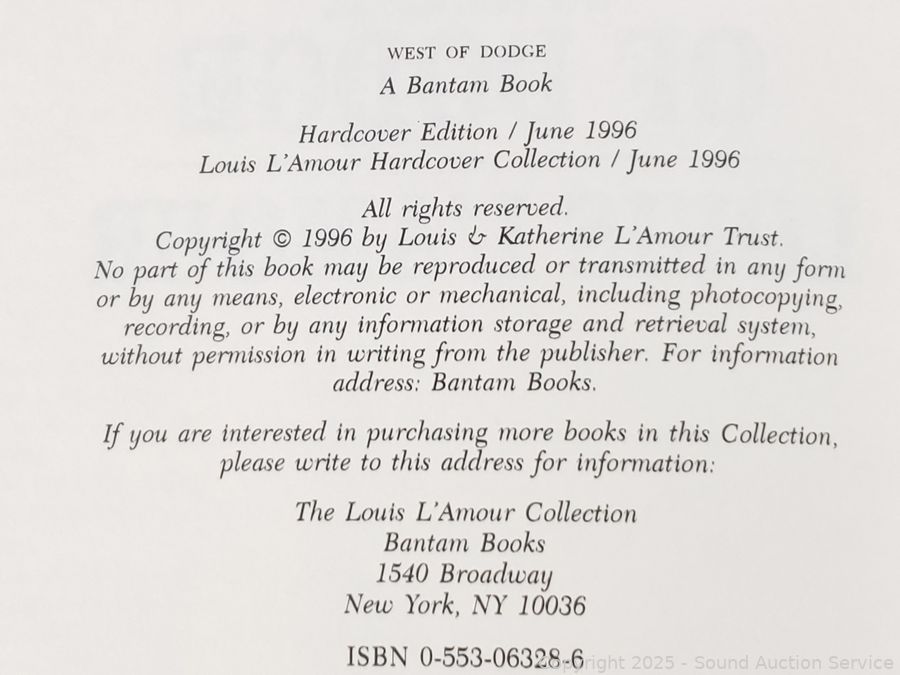 WEST OF DODGE
A Bantam Book
Hardcover Edition / June 1996
Louis L'Amour Hardcover Collection / June 1996
All rights reserved.
Copyright © 1996 by Louis & Katherine L'Amour Trust.
No part of this book may be reproduced or transmitted in any form
or by any means, electronic or mechanical, including photocopying,
recording, or by any information storage and retrieval system,
without permission in writing from the publisher. For information
address: Bantam Books.
If you are interested in purchasing more books in this Collection,
please write to this address for information:
The Louis L'Amour Collection
Bantam Books
1540 Broadway
New York, NY 10036
ISBN 0-553-06328-6
Copyright 2025 - Sound Auction Service